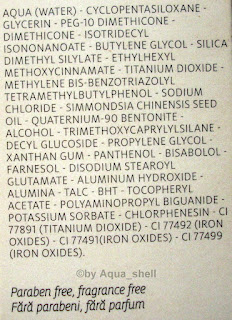 AQUA (WATER) - CYCLOPENTASILOXANE -
GLYCERIN - PEG-10 DIMETHICONE -
DIMETHICONE - ISOTRIDECYL
ISONONANOATE - BUTYLENE GLYCOL - SILICA
DIMETHYL SILYLATE - ETHYLHEXYL
METHOXYCINNAMATE - TITANIUM DIOXIDE -
METHYLENE BIS-BENZOTRIAZOLYL
TETRAMETHYLBUTYLPHENOL - SODIUM
CHLORIDE - SIMMONDSIA CHINENSIS SEED
OIL - QUATERNIUM-90 BENTONITE -
ALCOHOL - TRIMETHOXYCAPRYLYLSILANE -
DECYL GLUCOSIDE - PROPYLENE GLYCOL -
XANTHAN GUM - PANTHENOL - BISABOLOL -
FARNESOL - DISODIUM STEAROYL
GLUTAMATE - ALUMINUM HYDROXIDE -
ALUMINA - TALC - BHT - TOCOPHERYL
ACETATE - POLYAMINOPROPYL BIGUANIDE -
POTASSIUM SORBATE - CHLORPHENESIN - CI
77891 (TITANIUM DIOXIDE) - CI 77492 (IRON
OXIDES) - CI 77491(IRON OXIDES) - CI 77499
(IRON OXIDES).
©by Aqua_shell
Paraben free, fragrance free
Fără parabeni, fără parfum